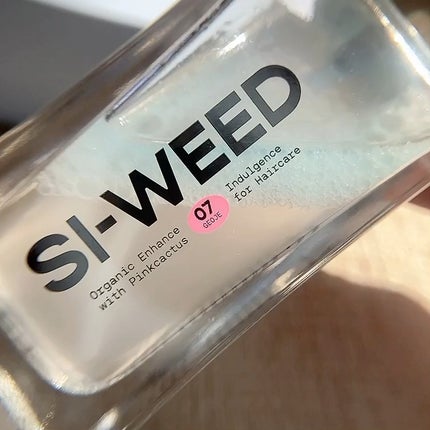 SI-WEED
Organic Enhance
with Pinkcactus
07
GEOJE
Indulgence
for Haircare